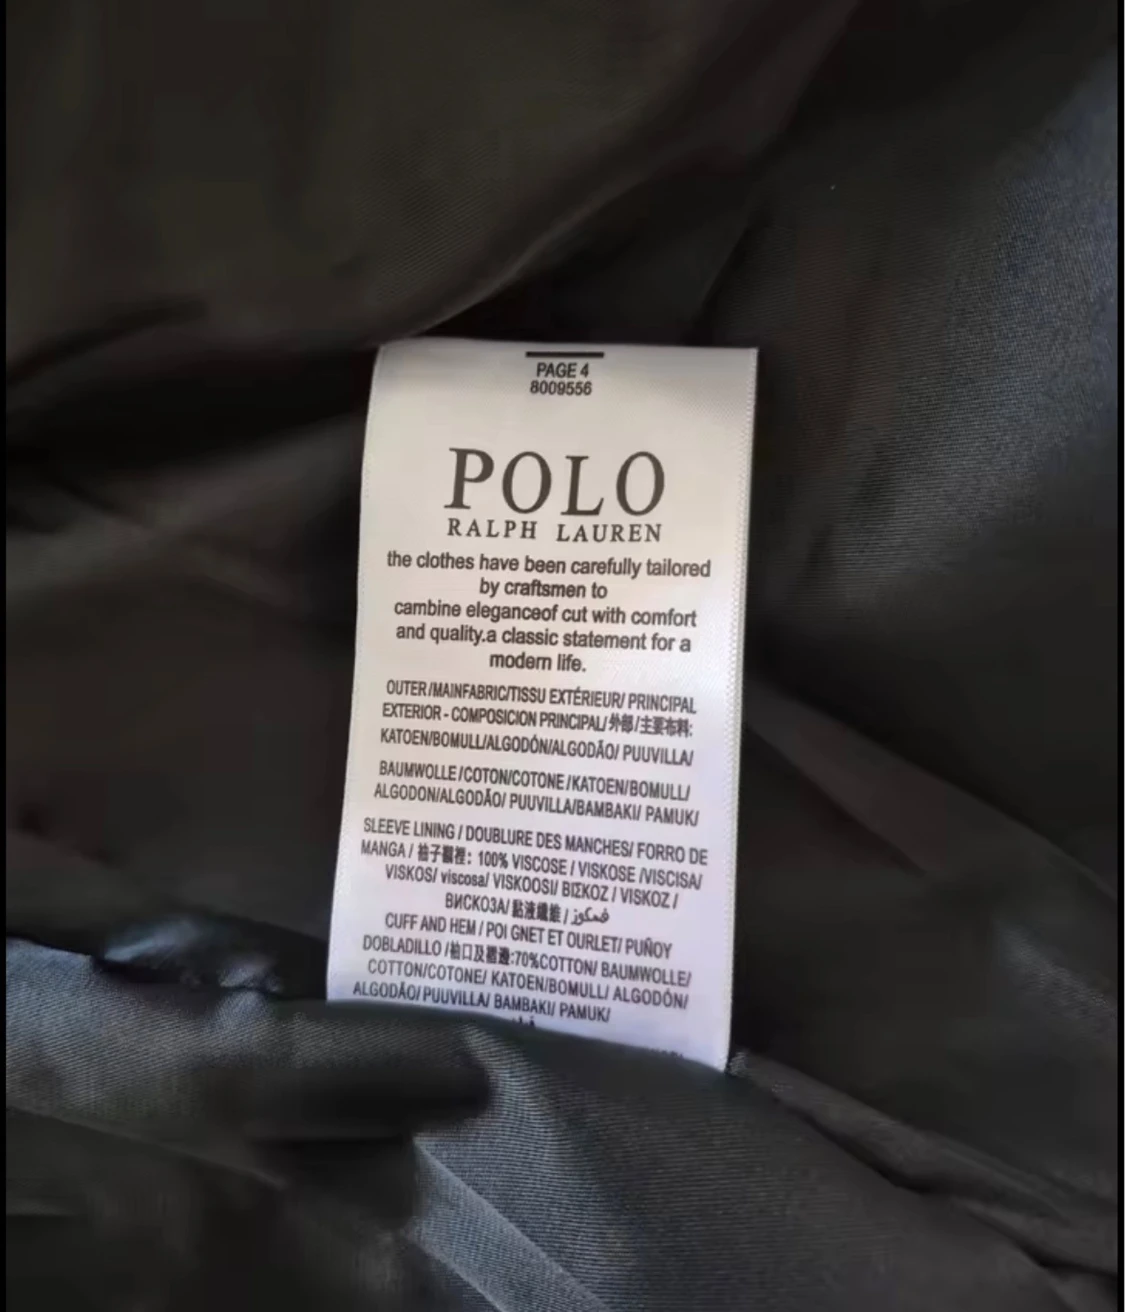 PAGE 4
8009556
POLO
RALPH LAUREN
the clothes have been carefully tailored
by craftsmen to
cambine eleganceof cut with comfort
and quality.a classic statement for a
modern life.
OUTER/MAINFABRIC/TISSU EXTÉRIEUR/ PRINCIPAL
EXTERIOR - COMPOSICION PRINCIPAL/外部/主要布料:
KATOEN/BOMULL/ALGODÓN/ALGODÃO/ PUUVILLA/
BAUMWOLLE/COTON/COTONE/KATOEN/BOMULL/
ALGODON/ALGODÃO/ PUUVILLA/BAMBAKI/ PAMUK/
SLEEVE LINING / DOUBLURE DES MANCHES/ FORRO DE
MANGA / 袖子裡: 100% VISCOSE / VISKOSE /VISCISA/
VISKOS/ viscosa/ VISKOOSI/ ΒΙΣΚΟΖ / VISKOZ /
ВИСКОЗА/ 黏液纖維 / فسكوز
CUFF AND HEM / POI GNET ET OURLET/ PUÑOY
DOBLADILLO /袖口及邊:70%COTTON/ BAUMWOLLE/
COTTON/COTONE/ KATOEN/BOMULL/ ALGODÓN/
ALGODÃO/ PUUVILLA/ BAMBAKI/ PAMUK/